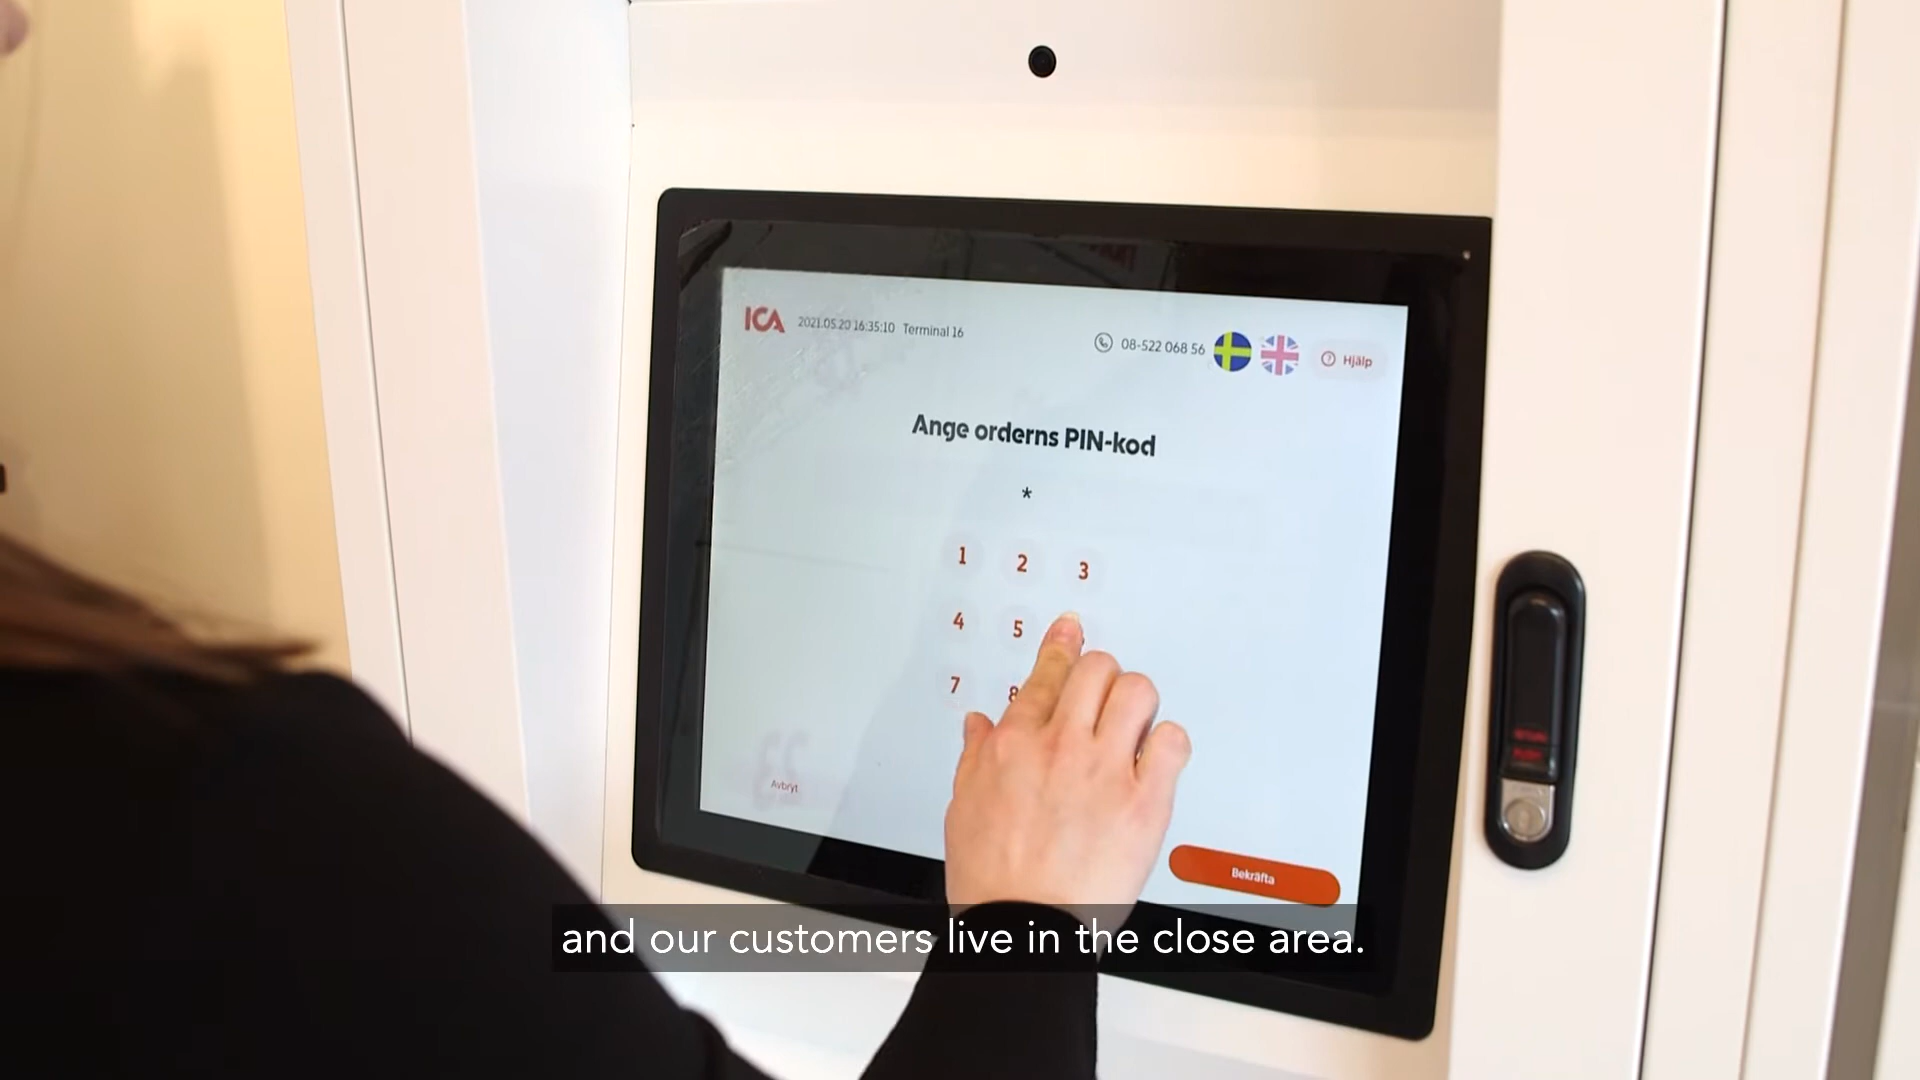 ICA 2021.05.20 16:35:10 Terminal 16
08-522 068 56 Hjälp
Ange orderns PIN-kod
*
1 2 3
4 5
7 8
Avbryt
Bekräfta
and our customers live in the close area.